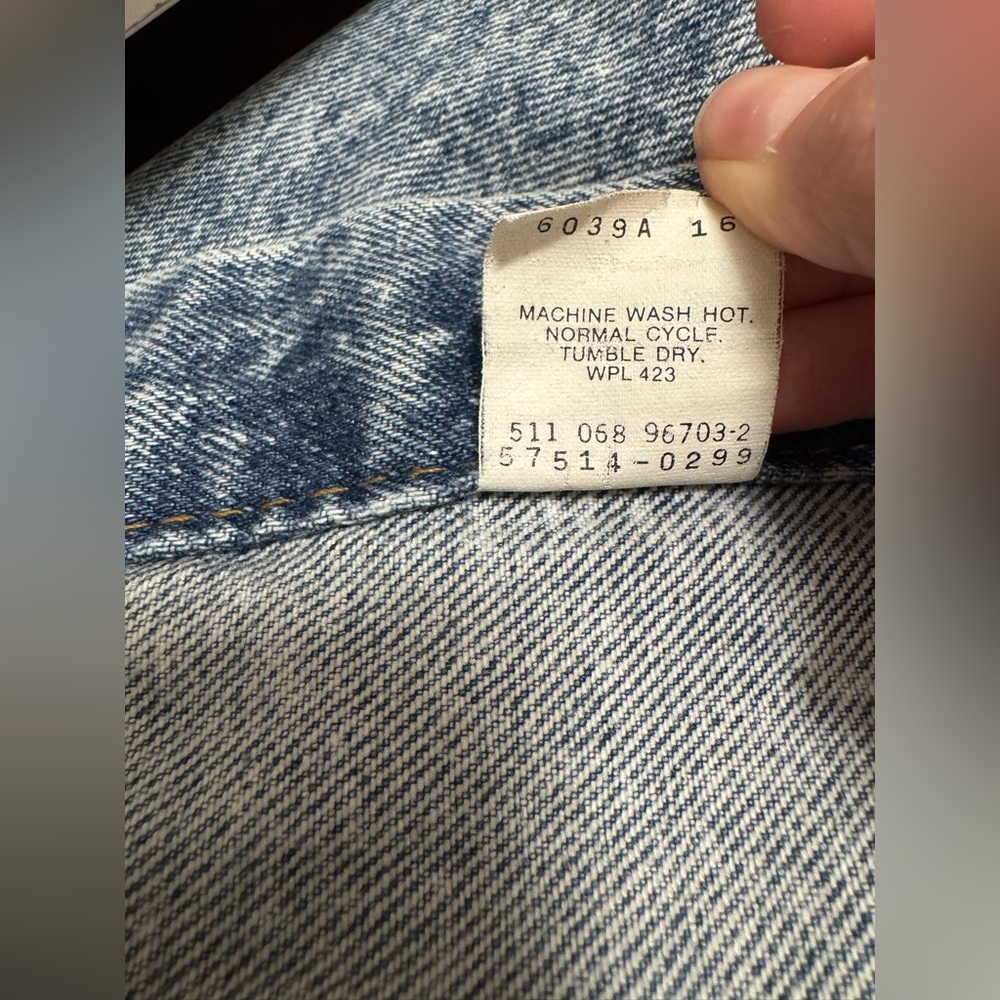 6039A 16
MACHINE WASH HOT.
NORMAL CYCLE.
TUMBLE DRY.
WPL 423
511 068 96703-2
57514-0299